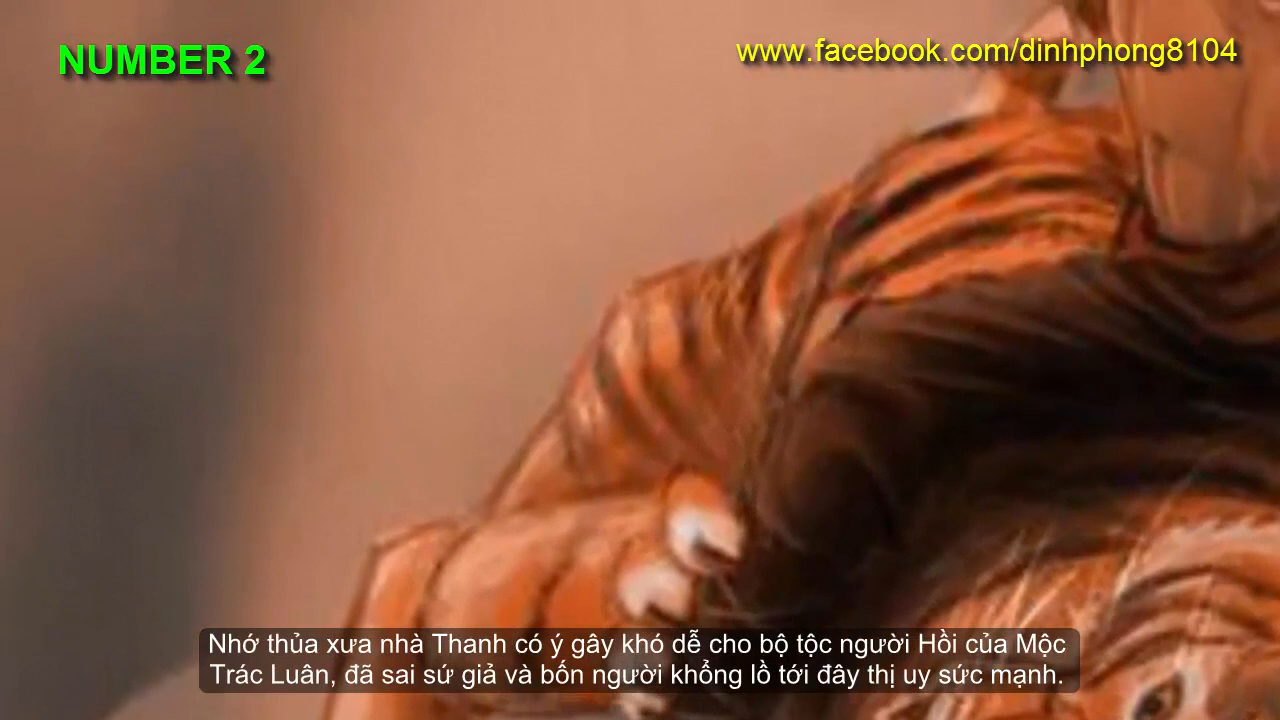 NUMBER 2
www.facebook.com/dinhphong8104
Nhớ thủa xưa nhà Thanh có ý gây khó dễ cho bộ tộc người Hồi của Mộc
Trác Luân, đã sai sứ giả và bốn người khổng lồ tới đây thị uy sức mạnh.